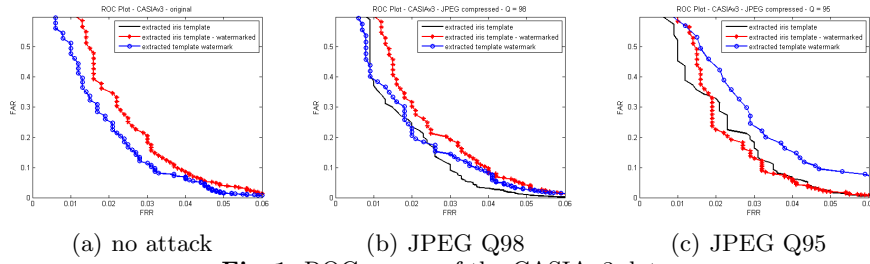 ROC Plot - CASIAv3 - original
extracted iris template
extracted iris template - watermarked
extracted template watermark
FAR
0.5
0.4
0.3
0.2
0.1
0
0
0.01
0.02
0.03
0.04
0.05
0.06
FRR
(a) no attack
ROC Plot - CASIAv3 - JPEG compressed - Q = 98
extracted iris template
extracted iris template - watermarked
extracted template watermark
FAR
0.5
0.4
0.3
0.2
0.1
0
0
0.01
0.02
0.03
0.04
0.05
0.06
FRR
(b) JPEG Q98
ROC Plot - CASIAv3 - JPEG compressed - Q = 95
extracted iris template
extracted iris template - watermarked
extracted template watermark
FAR
0.5
0.4
0.3
0.2
0.1
0
0
0.01
0.02
0.03
0.04
0.05
0.06
FRR
(c) JPEG Q95